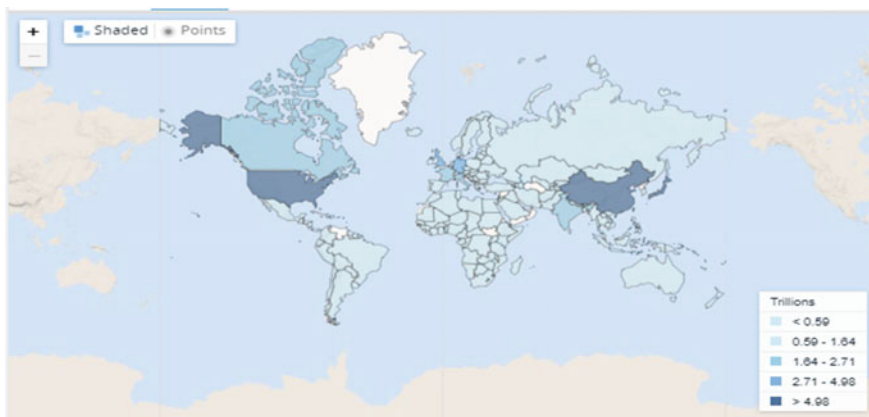 +
Shaded Points
—
Trillions
< 0.59
0.59 - 1.64
1.64 - 2.71
2.71 - 4.98
> 4.98